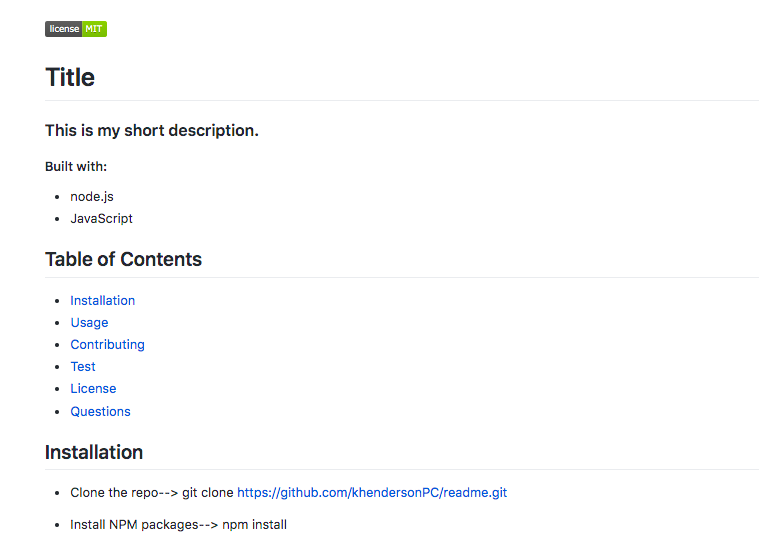 license MIT
Title
This is my short description.
Built with:
node.js
JavaScript
Table of Contents
Installation
Usage
Contributing
Test
License
Questions
Installation
Clone the repo--> git clone https://github.com/khendersonPC/readme.git
Install NPM packages--> npm install